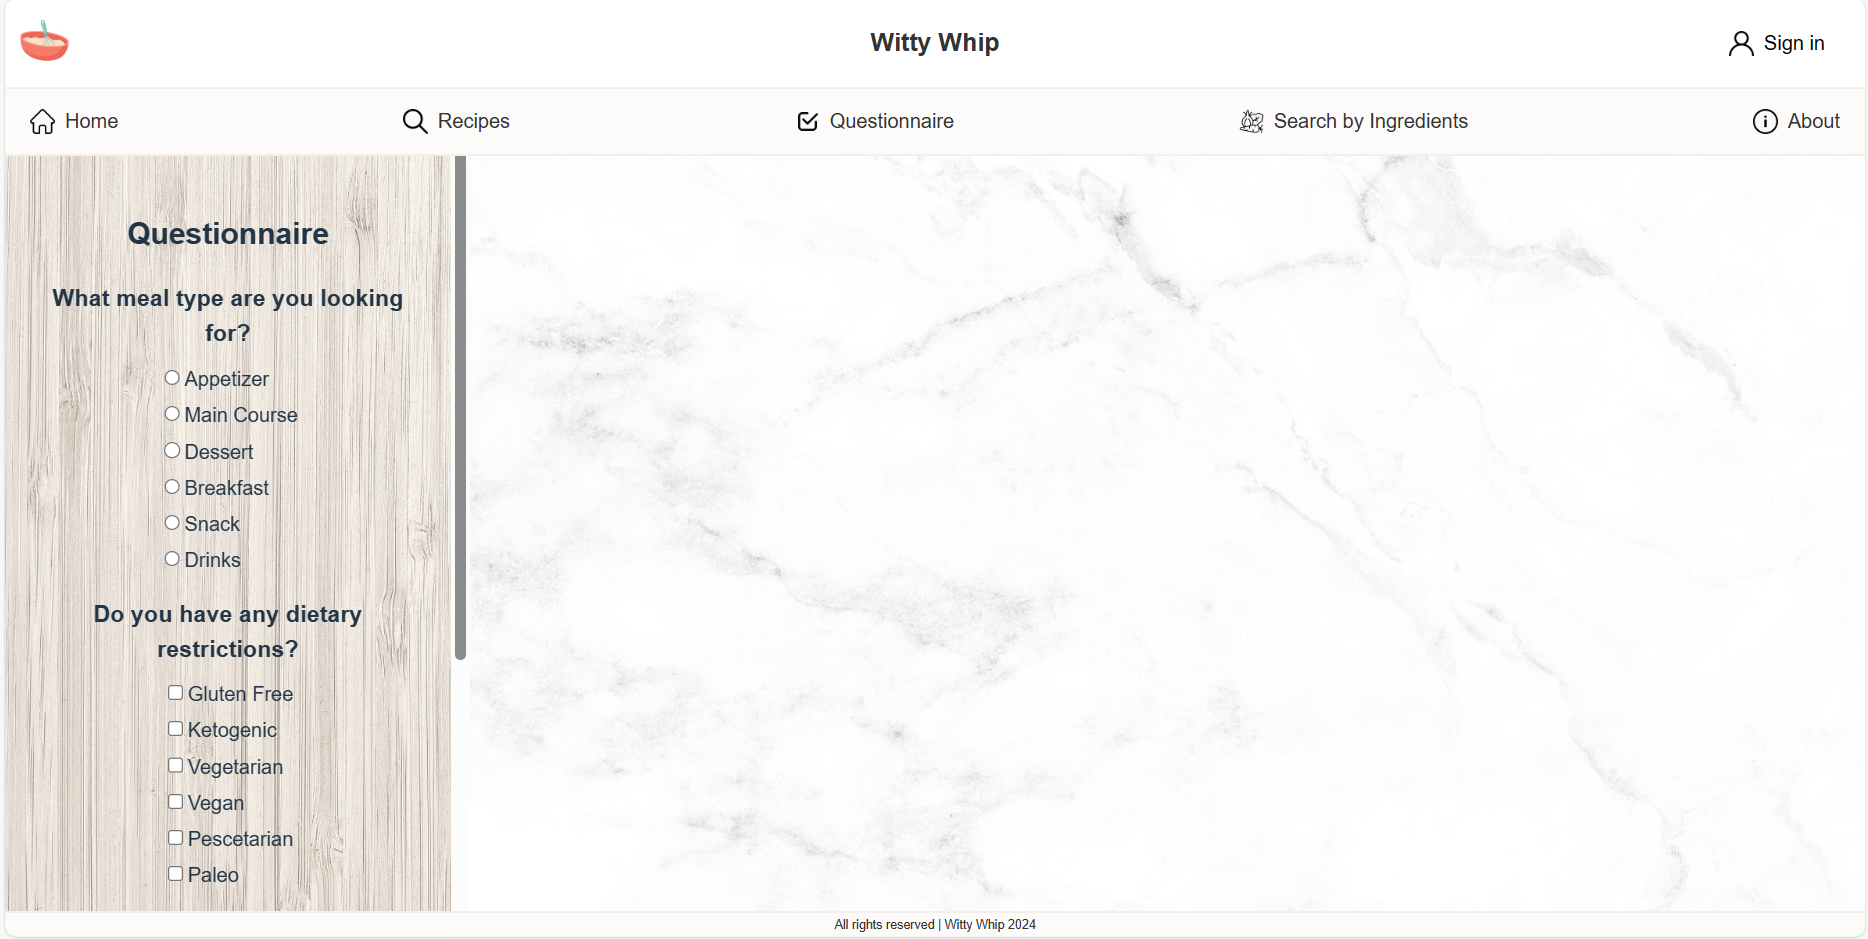 Witty Whip
Sign in
Home
Recipes
Questionnaire
Search by Ingredients
About
Questionnaire
What meal type are you looking
for?
Appetizer
Main Course
Dessert
Breakfast
Snack
Drinks
Do you have any dietary
restrictions?
Gluten Free
Ketogenic
Vegetarian
Vegan
Pescetarian
Paleo
All rights reserved | Witty Whip 2024